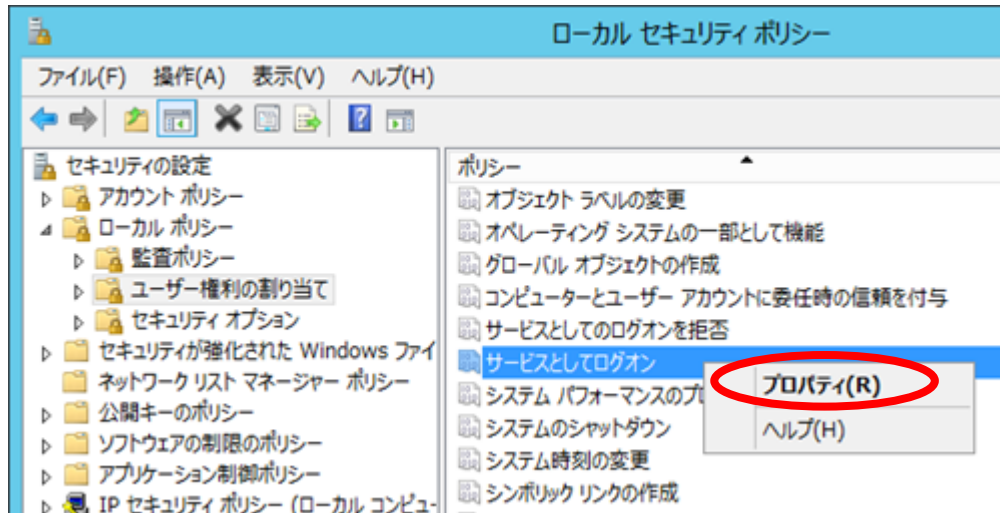 ローカル セキュリティ ポリシー
ファイル(F) 操作(A) 表示(V) ヘルプ(H)
セキュリティの設定
アカウント ポリシー
ローカル ポリシー
監査ポリシー
ユーザー権利の割り当て
セキュリティ オプション
セキュリティが強化された Windows ファイ
ネットワーク リスト マネージャー ポリシー
公開キーのポリシー
ソフトウェアの制限のポリシー
アプリケーション制御ポリシー
IP セキュリティ ポリシー (ローカル コンピュー
ポリシー
オブジェクト ラベルの変更
オペレーティング システムの一部として機能
グローバル オブジェクトの作成
コンピューターとユーザー アカウントに委任時の信頼を付与
サービスとしてのログオンを拒否
サービスとしてログオン
システム パフォーマンスのプロ
システムのシャットダウン
システム時刻の変更
シンボリック リンクの作成
プロパティ(R)
ヘルプ(H)